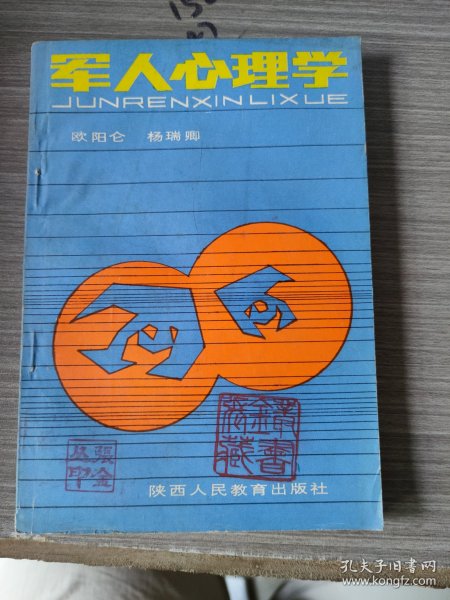 军人心理学
JUNRENXINLIXUE
欧阳仑 杨瑞卿
陕西人民教育出版社
孔夫子旧书网
www.kongfz.com